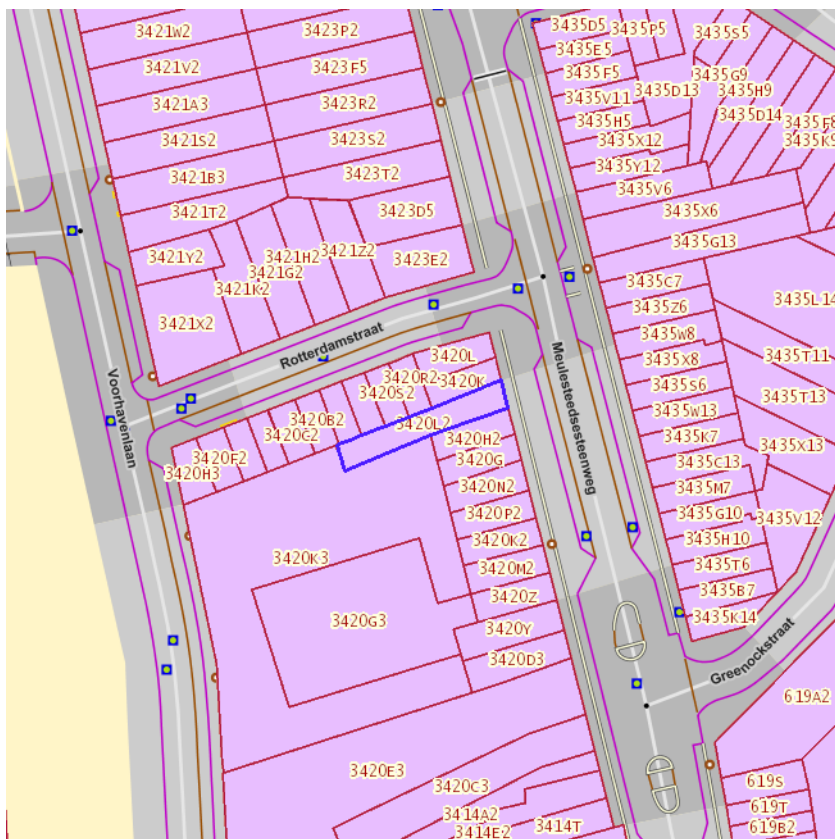 3421W2
3423P2
3435D5
3435P5
3435S5
3421V2
3423F5
3435E5
3435F5
3435G9
3421A3
3423R2
3435V11
3435D13
3435H9
3421S2
3423S2
3435H5
3435D14
3435F8
3435X12
3435K9
3421B3
3423T2
3435Y12
3435V6
3421T2
3423D5
3435X6
3421Y2
3421H2
3421Z2
3423E2
3435G13
3421G2
3421K2
3435C7
3435L14
3421X2
Rotterdamstraat
3435Z6
3435W8
3420L
3435X8
3435T11
Voorhavenlaan
3420R2
3420K
Meulesteedsesteenweg
3435S6
3420S2
3435T13
3420B2
3420L2
3435W13
3420C2
3420H2
3435K7
3435X13
3420F2
3420G
3435C13
3420H3
3420N2
3435M7
3420P2
3435G10
3435V12
3420K2
3435H10
3420K3
3420M2
3435T6
3420Z
3435B7
3420G3
3420Y
3435K14
3420D3
Greenockstraat
619A2
3420E3
3420C3
619S
3414A2
619T
3414E2
3414T
619B2